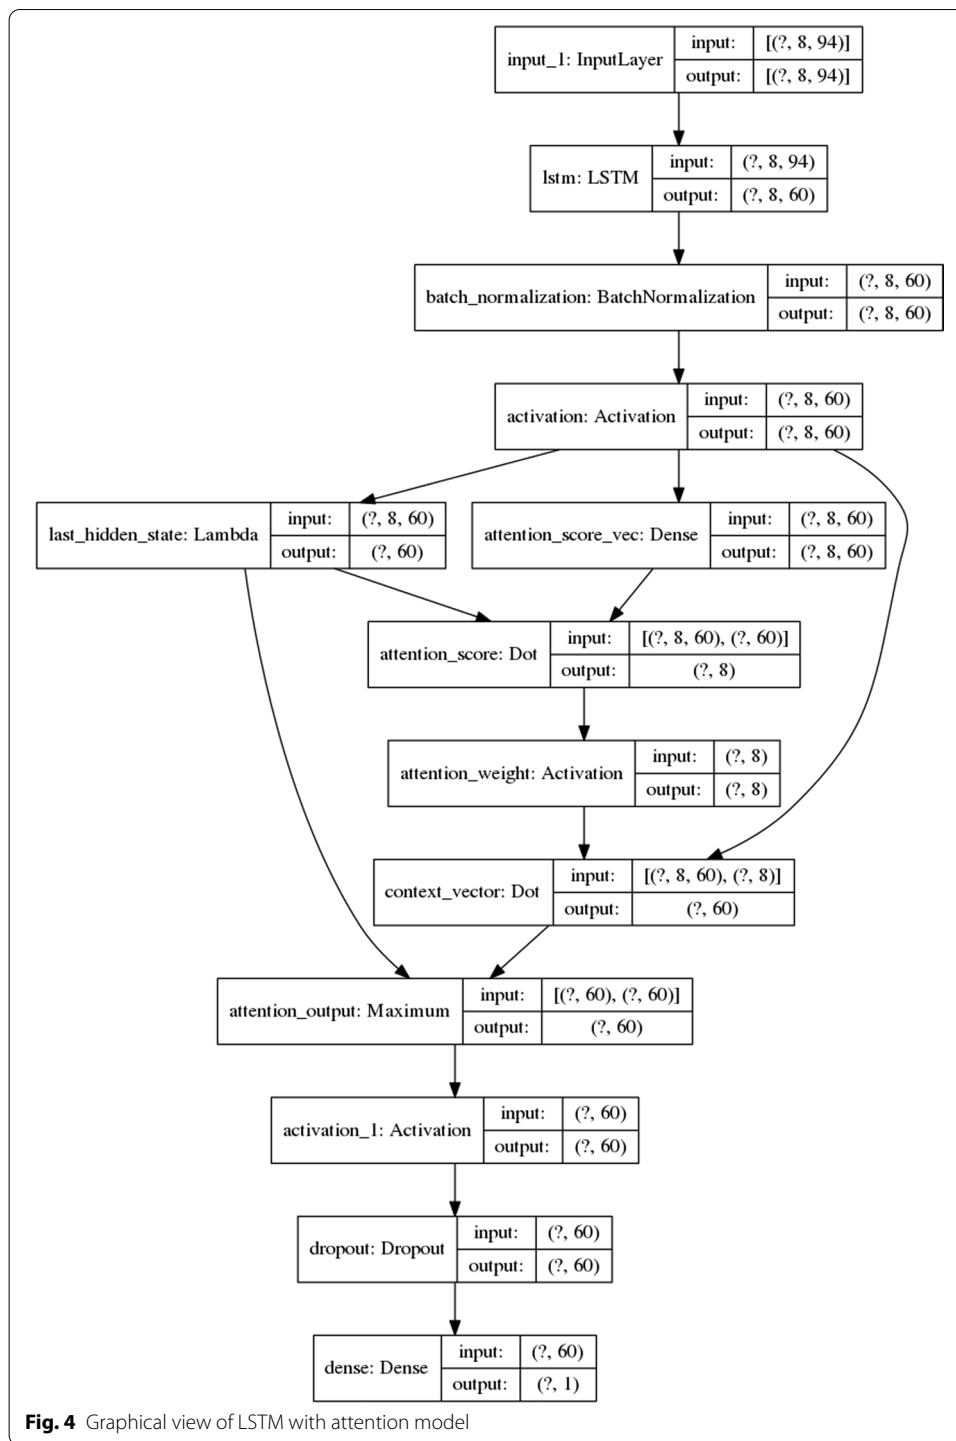 input_1: InputLayer
input: [(?, 8, 94)]
output: [(?, 8, 94)]
lstm: LSTM
input: (?, 8, 94)
output: (?, 8, 60)
batch_normalization: BatchNormalization
input: (?, 8, 60)
output: (?, 8, 60)
activation: Activation
input: (?, 8, 60)
output: (?, 8, 60)
last_hidden_state: Lambda
input: (?, 8, 60)
output: (?, 60)
attention_score_vec: Dense
input: (?, 8, 60)
output: (?, 8, 60)
attention_score: Dot
input: [(?, 8, 60), (?, 60)]
output: (?, 8)
attention_weight: Activation
input: (?, 8)
output: (?, 8)
context_vector: Dot
input: [(?, 8, 60), (?, 8)]
output: (?, 60)
attention_output: Maximum
input: [(?, 60), (?, 60)]
output: (?, 60)
activation_1: Activation
input: (?, 60)
output: (?, 60)
dropout: Dropout
input: (?, 60)
output: (?, 60)
dense: Dense
input: (?, 60)
output: (?, 1)
Fig. 4 Graphical view of LSTM with attention model